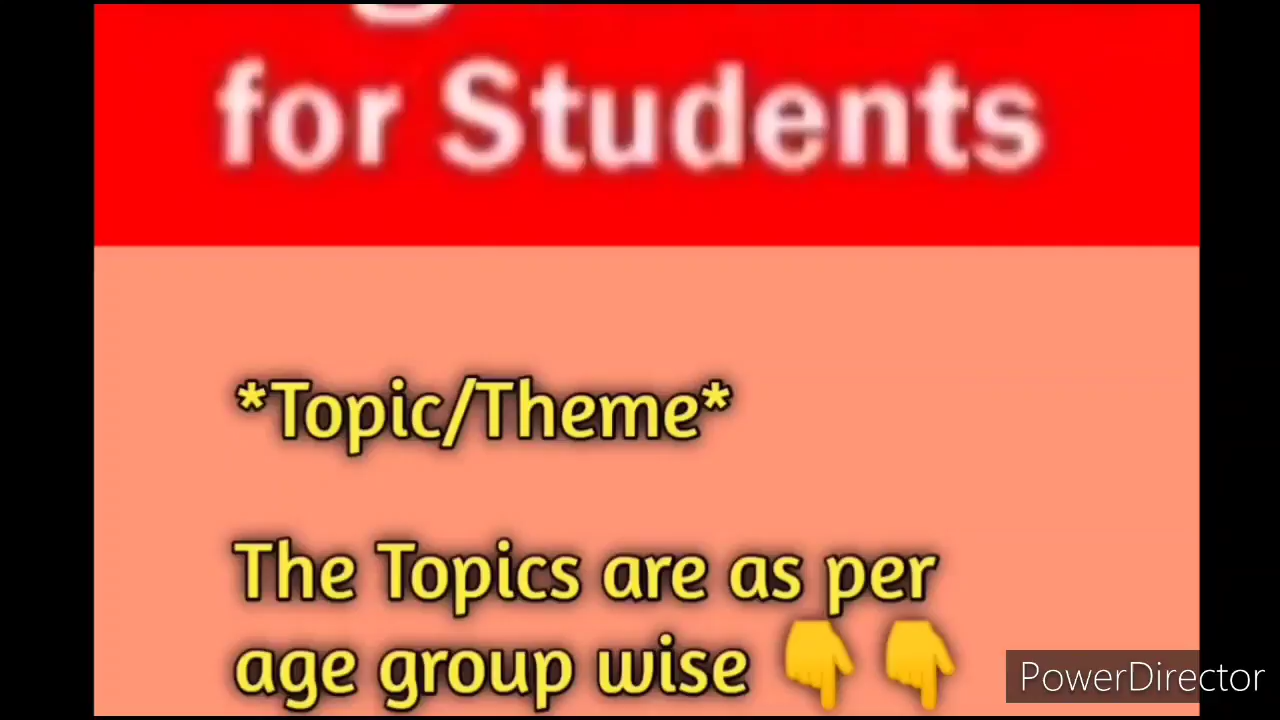 for Students
*Topic/Theme*
The Topics are as per
age group wise 👇👇
PowerDirector